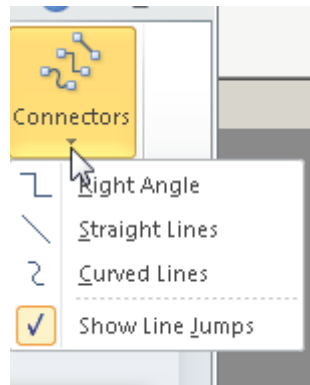 Connectors
Right Angle
Straight Lines
Curved Lines
Show Line Jumps